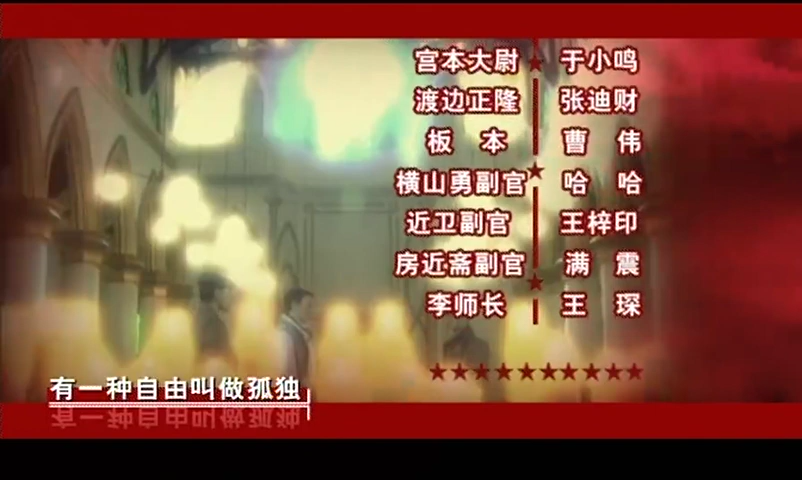 宫本大尉 于小鸣
渡边正隆 张迪财
板 本 曹 伟
横山勇副官 哈 哈
近卫副官 王梓印
房近斋副官 满 震
李师长 王 琛
有一种自由叫做孤独